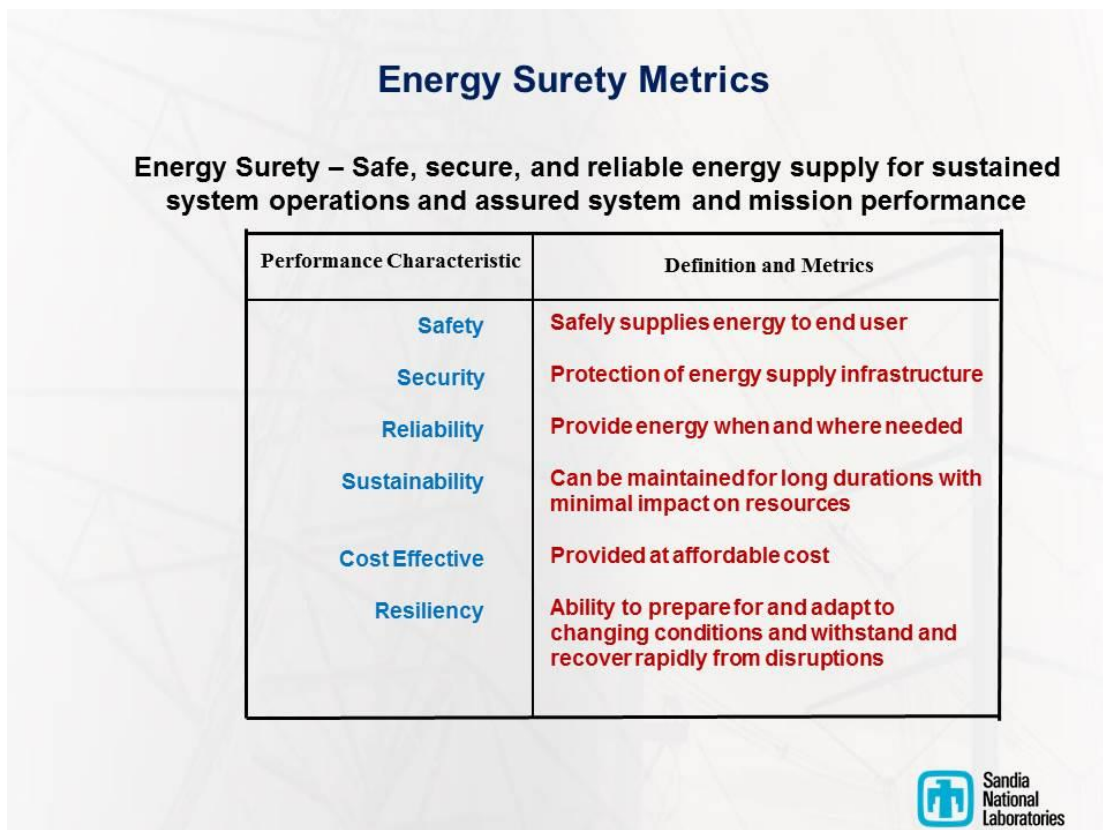 Energy Surety Metrics
Energy Surety – Safe, secure, and reliable energy supply for sustained
system operations and assured system and mission performance
Performance Characteristic
Definition and Metrics
Safety
Safely supplies energy to end user
Security
Protection of energy supply infrastructure
Reliability
Provide energy when and where needed
Sustainability
Can be maintained for long durations with
minimal impact on resources
Cost Effective
Provided at affordable cost
Resiliency
Ability to prepare for and adapt to
changing conditions and withstand and
recover rapidly from disruptions
Sandia
National
Laboratories